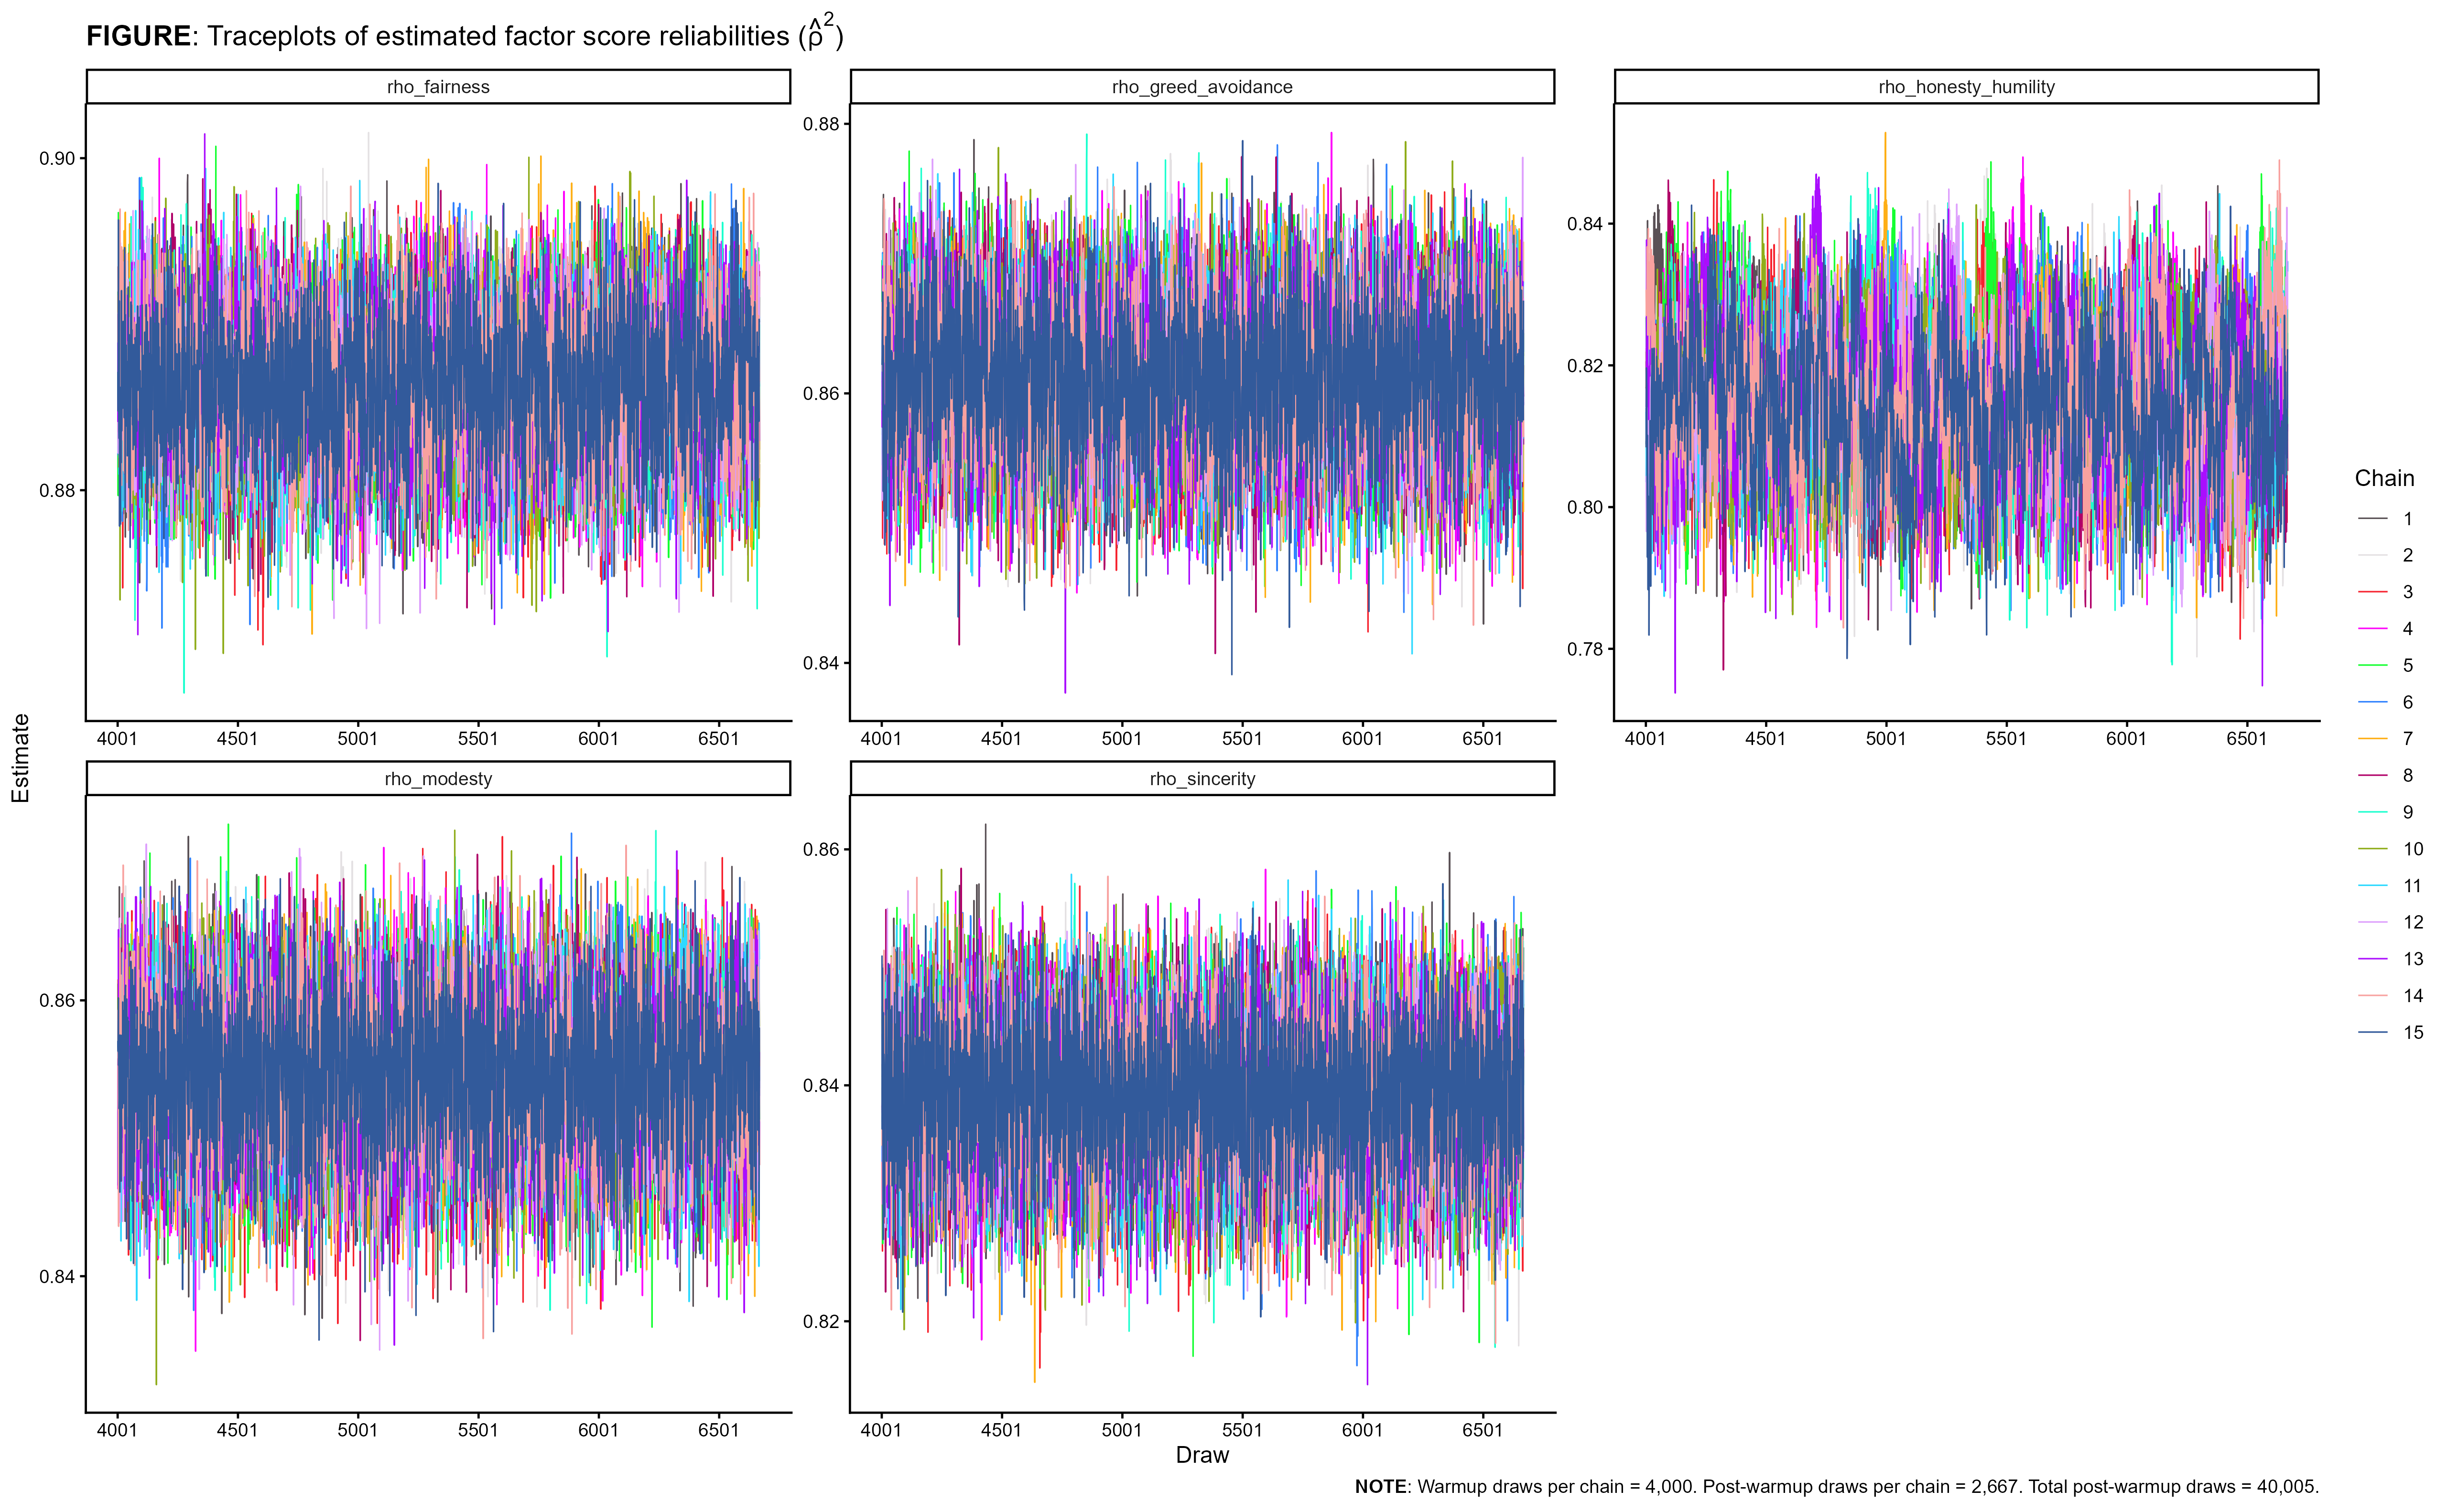 FIGURE: Traceplots of estimated factor score reliabilities (ρ̂²)
rho_fairness
rho_greed_avoidance
rho_honesty_humility
0.90
0.88
4001 4501 5001 5501 6001 6501
0.88
0.86
0.84
4001 4501 5001 5501 6001 6501
0.84
0.82
0.80
0.78
4001 4501 5001 5501 6001 6501
Estimate
rho_modesty
rho_sincerity
0.86
0.84
4001 4501 5001 5501 6001 6501
0.86
0.84
0.82
4001 4501 5001 5501 6001 6501
Draw
Chain
1
2
3
4
5
6
7
8
9
10
11
12
13
14
15
NOTE: Warmup draws per chain = 4,000. Post-warmup draws per chain = 2,667. Total post-warmup draws = 40,005.